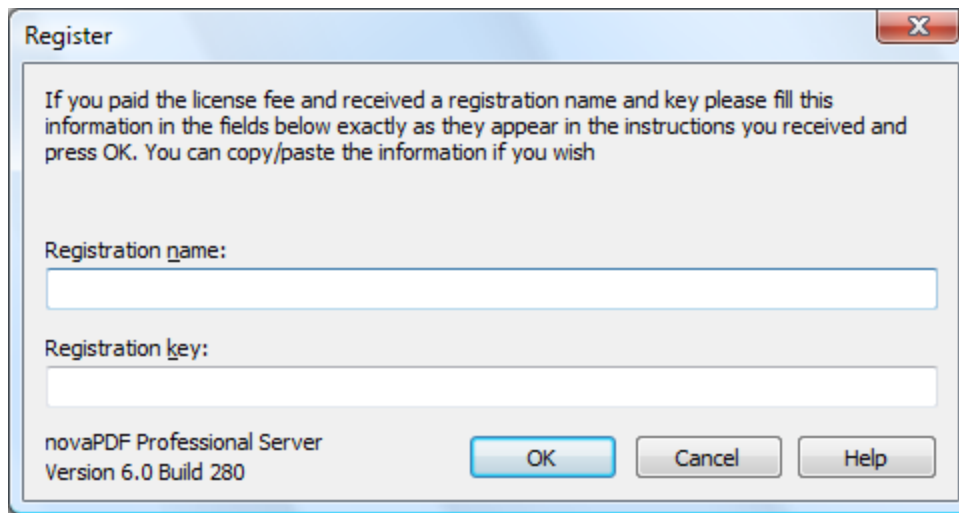 Register
If you paid the license fee and received a registration name and key please fill this
information in the fields below exactly as they appear in the instructions you received and
press OK. You can copy/paste the information if you wish
Registration name:
Registration key:
novaPDF Professional Server
Version 6.0 Build 280
OK
Cancel
Help